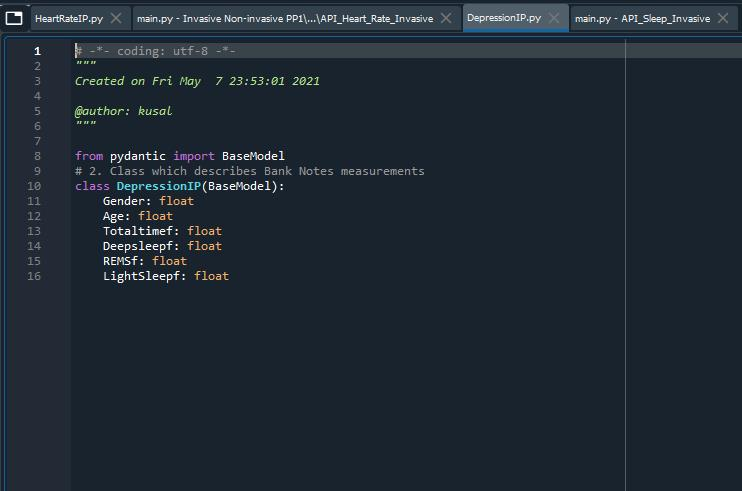 HeartRateIP.py main.py - Invasive Non-invasive PP1\...\API_Heart_Rate_Invasive DepressionIP.py main.py - API_Sleep_Invasive
1 # -*- coding: utf-8 -*-
2 """
3 Created on Fri May  7 23:53:01 2021
4
5 @author: kusal
6 """
7
8 from pydantic import BaseModel
9 # 2. Class which describes Bank Notes measurements
10 class DepressionIP(BaseModel):
11     Gender: float
12     Age: float
13     Totaltimef: float
14     Deepsleepf: float
15     REMSf: float
16     LightSleepf: float